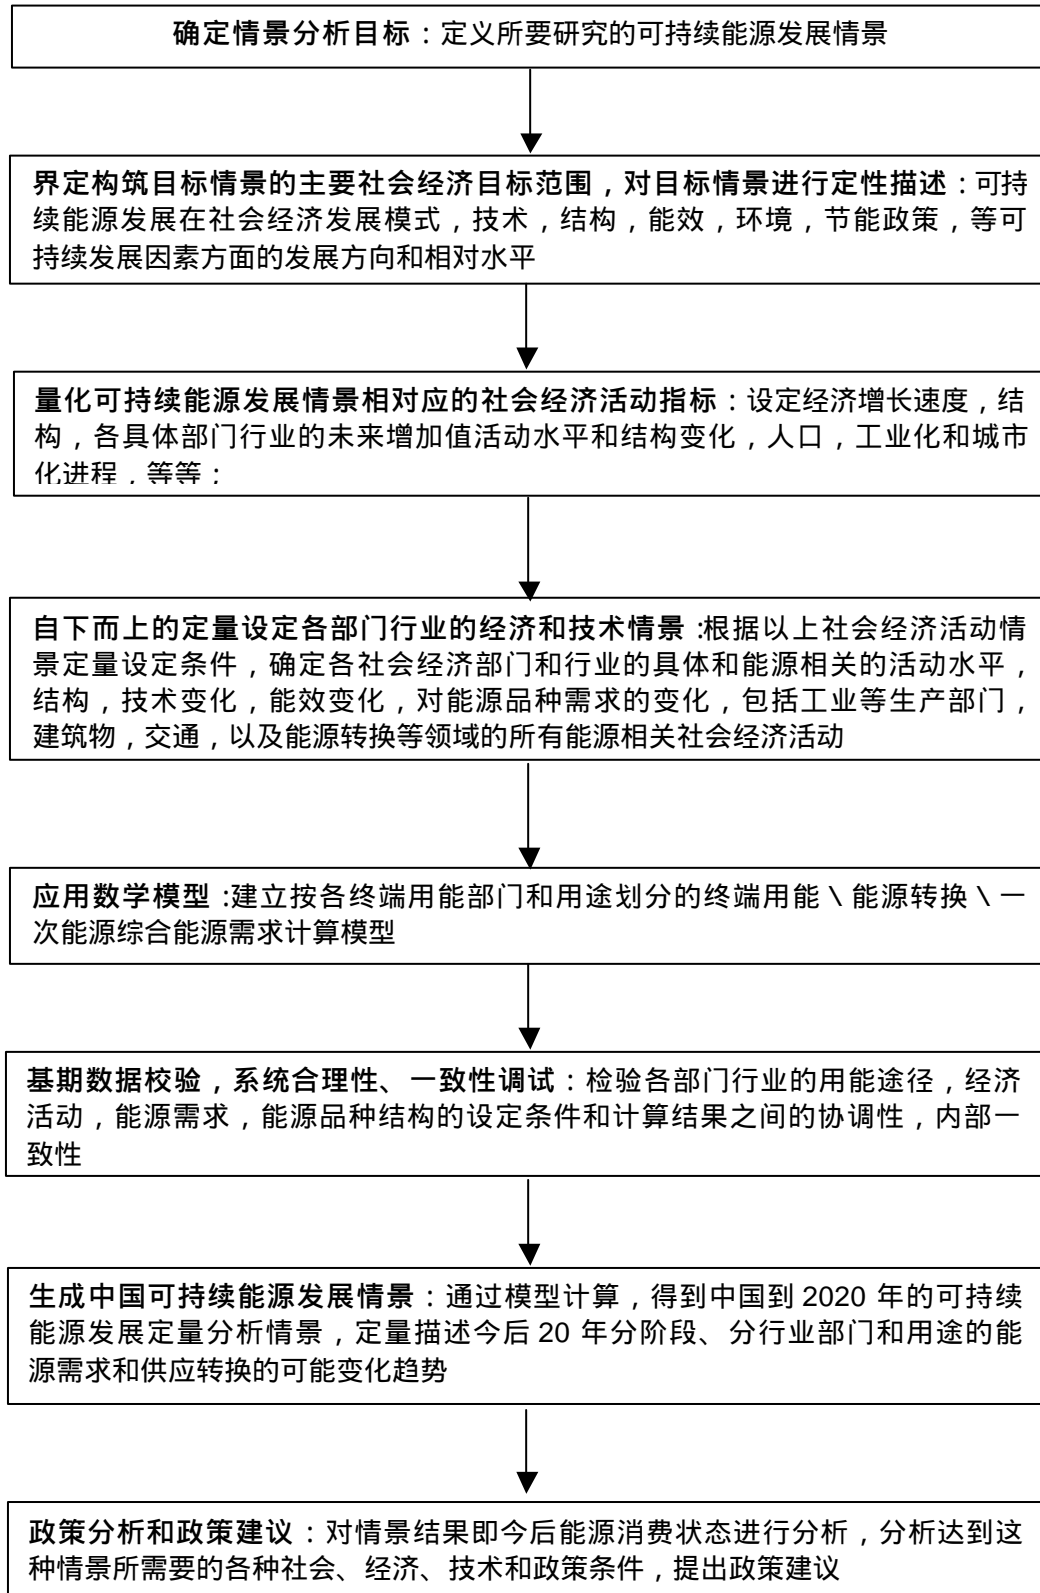 确定情景分析目标：定义所要研究的可持续能源发展情景
界定构筑目标情景的主要社会经济目标范围，对目标情景进行定性描述：可持
续能源发展在社会经济发展模式，技术，结构，能效，环境，节能政策，等可
持续发展因素方面的发展方向和相对水平
量化可持续能源发展情景相对应的社会经济活动指标：设定经济增长速度，结
构，各具体部门行业的未来增加值活动水平和结构变化，人口，工业化和城市
化进程，等等；
自下而上的定量设定各部门行业的经济和技术情景：根据以上社会经济活动情
景定量设定条件，确定各社会经济部门和行业的具体和能源相关的活动水平，
结构，技术变化，能效变化，对能源品种需求的变化，包括工业等生产部门，
建筑物，交通，以及能源转换等领域的所有能源相关社会经济活动
应用数学模型：建立按各终端用能部门和用途划分的终端用能\能源转换\一
次能源综合能源需求计算模型
基期数据校验，系统合理性、一致性调试：检验各部门行业的用能途径，经济
活动，能源需求，能源品种结构的设定条件和计算结果之间的协调性，内部一
致性
生成中国可持续能源发展情景：通过模型计算，得到中国到 2020 年的可持续
能源发展定量分析情景，定量描述今后 20 年分阶段、分行业部门和用途的能
源需求和供应转换的可能变化趋势
政策分析和政策建议：对情景结果即今后能源消费状态进行分析，分析达到这
种情景所需要的各种社会、经济、技术和政策条件，提出政策建议